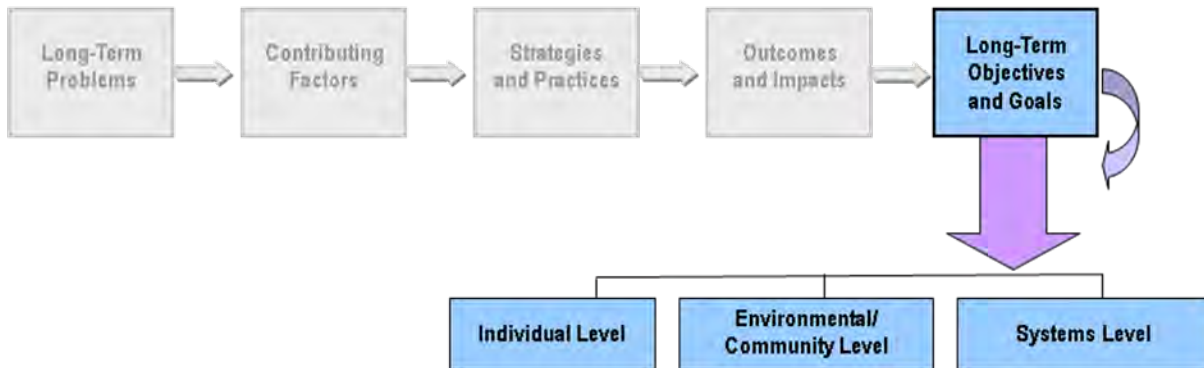 Long-Term
Problems
Contributing
Factors
Strategies
and Practices
Outcomes
and Impacts
Long-Term
Objectives
and Goals
Individual Level
Environmental/
Community Level
Systems Level